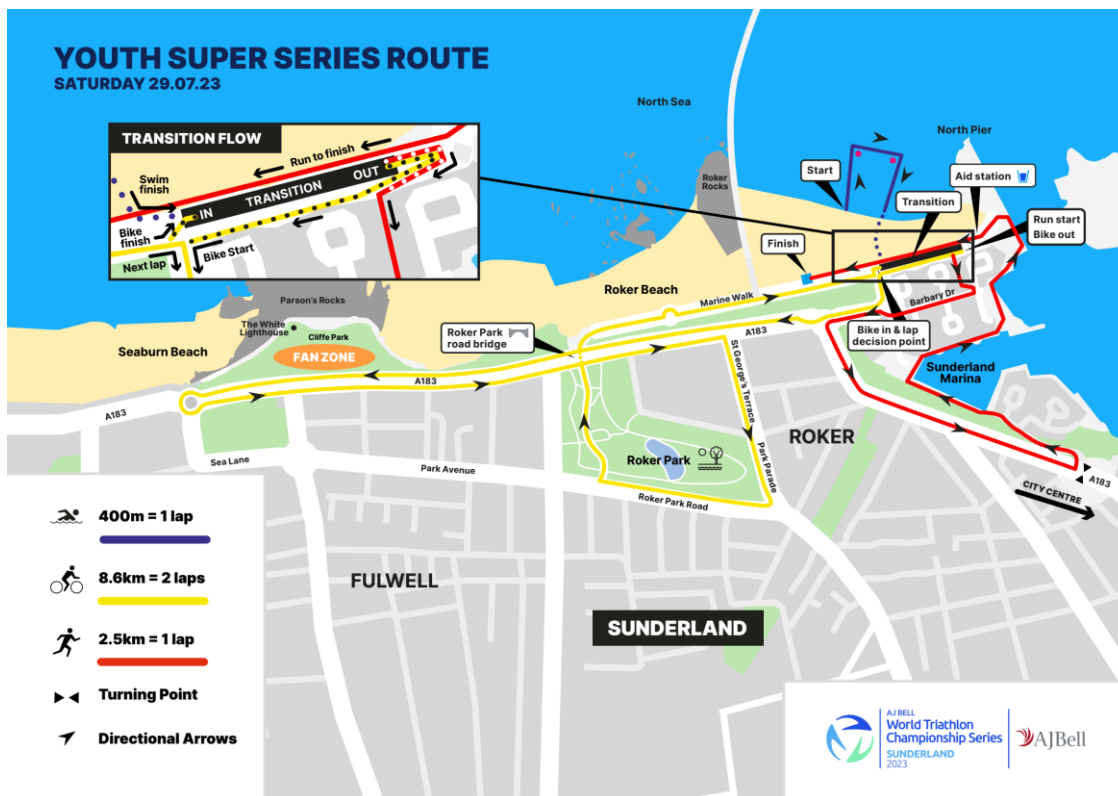 YOUTH SUPER SERIES ROUTE
SATURDAY 29.07.23
TRANSITION FLOW
Run to finish
Swim
finish
OUT
TRANSITION
IN
Bike
finish
Bike Start
Next lap
North Sea
North Pier
Roker
Rocks
Start
Aid station
Transition
Run start
Bike out
Finish
Parson's Rocks
Roker Beach
Marine Walk
Barbary Dr
The White
Lighthouse
Cliffe Park
Seaburn Beach
FAN ZONE
Roker Park
road bridge
A183
Bike in & lap
decision point
A183
A183
St George's Terrace
Sunderland
Marina
ROKER
Sea Lane
Park Avenue
Roker Park
Park Parade
A183
Roker Park Road
CITY CENTRE
400m = 1 lap
8.6km = 2 laps
FULWELL
SUNDERLAND
2.5km = 1 lap
Turning Point
Directional Arrows
AJ BELL
World Triathlon
Championship Series
SUNDERLAND
2023
AJBell